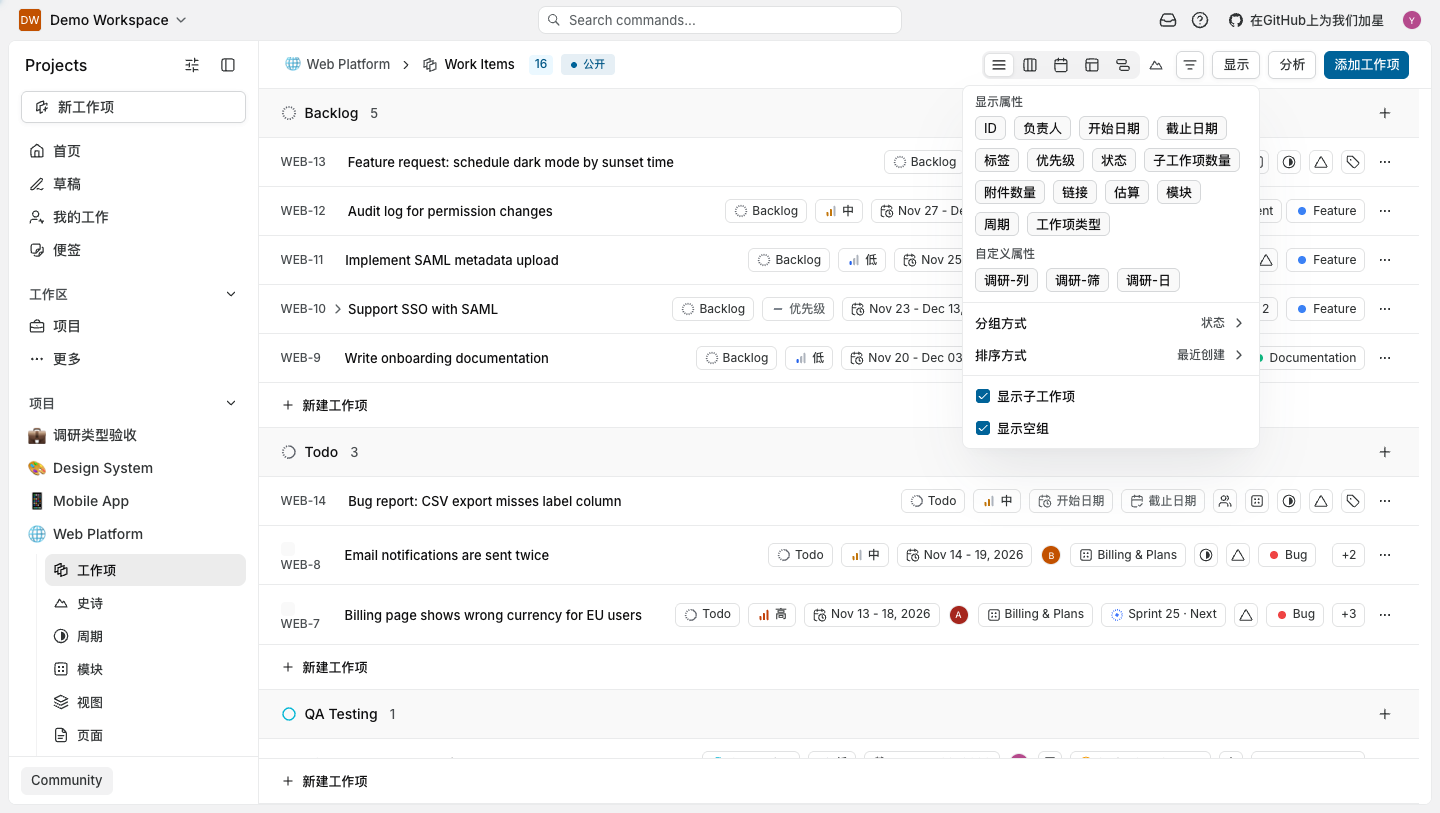 DW Demo Workspace
Search commands...
在GitHub上为我们加星
Y
Projects
新工作项
首页
草稿
我的工作
便签
工作区
项目
更多
项目
调研类型验收
Design System
Mobile App
Web Platform
工作项
史诗
周期
模块
视图
页面
Community
Web Platform
Work Items
16
公开
显示
分析
添加工作项
Backlog 5
WEB-13 Feature request: schedule dark mode by sunset time Backlog
WEB-12 Audit log for permission changes Backlog 中 Nov 27 - De Feature
WEB-11 Implement SAML metadata upload Backlog 低 Nov 25 Feature
WEB-10 Support SSO with SAML Backlog 优先级 Nov 23 - Dec 13, 2 Feature
WEB-9 Write onboarding documentation Backlog 低 Nov 20 - Dec 03 Documentation
新建工作项
显示属性
ID 负责人 开始日期 截止日期
标签 优先级 状态 子工作项数量
附件数量 链接 估算 模块
周期 工作项类型
自定义属性
调研-列 调研-筛 调研-日
分组方式 状态
排序方式 最近创建
显示子工作项
显示空组
Todo 3
WEB-14 Bug report: CSV export misses label column Todo 中 开始日期 截止日期
WEB-8 Email notifications are sent twice Todo 中 Nov 14 - 19, 2026 B Billing & Plans Bug +2
WEB-7 Billing page shows wrong currency for EU users Todo 高 Nov 13 - 18, 2026 A Billing & Plans Sprint 25 · Next Bug +3
新建工作项
QA Testing 1
新建工作项